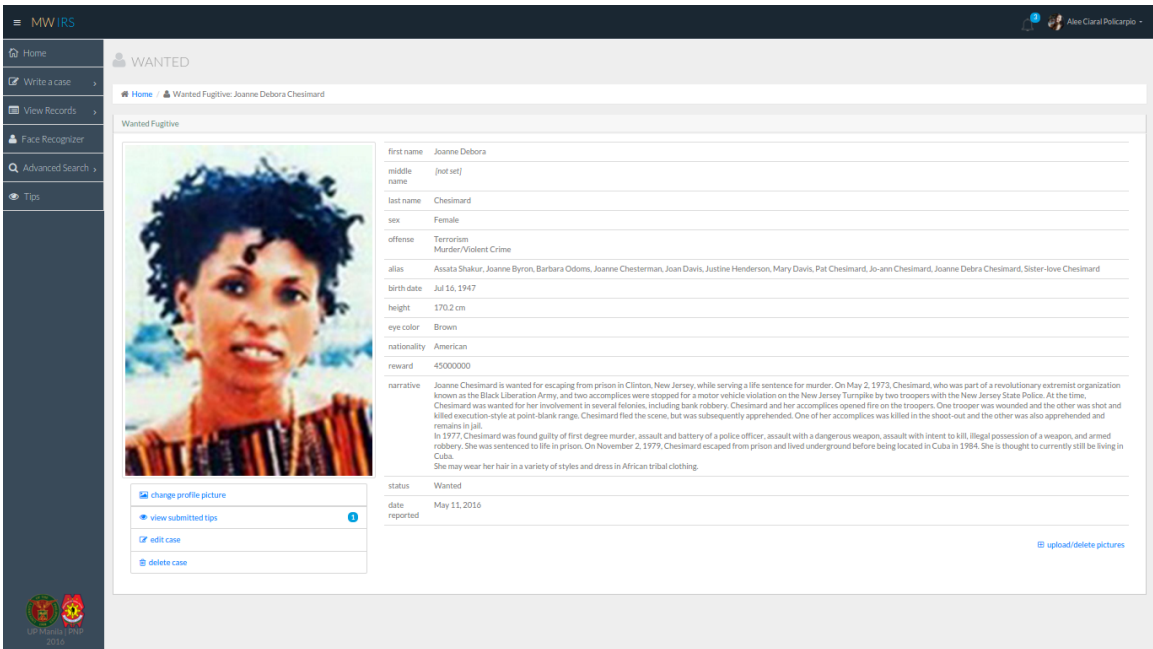 ≡ MWIRS
3
Alee Ciaral Policarpio
Home
Write a case
View Records
Face Recognizer
Advanced Search
Tips
WANTED
Home / Wanted Fugitive: Joanne Debora Chesimard
Wanted Fugitive
first name Joanne Debora
middle name [not set]
last name Chesimard
sex Female
offense Terrorism
Murder/Violent Crime
alias Assata Shakur, Joanne Byron, Barbara Odoms, Joanne Chesterman, Joan Davis, Justine Henderson, Mary Davis, Pat Chesimard, Jo-ann Chesimard, Joanne Debra Chesimard, Sister-love Chesimard
birth date Jul 16, 1947
height 170.2 cm
eye color Brown
nationality American
reward 45000000
narrative Joanne Chesimard is wanted for escaping from prison in Clinton, New Jersey, while serving a life sentence for murder. On May 2, 1973, Chesimard, who was part of a revolutionary extremist organization
known as the Black Liberation Army, and two accomplices were stopped for a motor vehicle violation on the New Jersey Turnpike by two troopers with the New Jersey State Police. At the time,
Chesimard was wanted for her involvement in several felonies, including bank robbery. Chesimard and her accomplices opened fire on the troopers. One trooper was wounded and the other was shot and
killed execution-style at point-blank range. Chesimard fled the scene, but was subsequently apprehended. One of her accomplices was killed in the shoot-out and the other was also apprehended and
remains in jail.
In 1977, Chesimard was found guilty of first degree murder, assault and battery of a police officer, assault with a dangerous weapon, assault with intent to kill, illegal possession of a weapon, and armed
robbery. She was sentenced to life in prison. On November 2, 1979, Chesimard escaped from prison and lived underground before being located in Cuba in 1984. She is thought to currently still be living in
Cuba.
She may wear her hair in a variety of styles and dress in African tribal clothing.
status Wanted
date reported May 11, 2016
change profile picture
view submitted tips 1
edit case
delete case
upload/delete pictures
UP Manila | PNP
2016